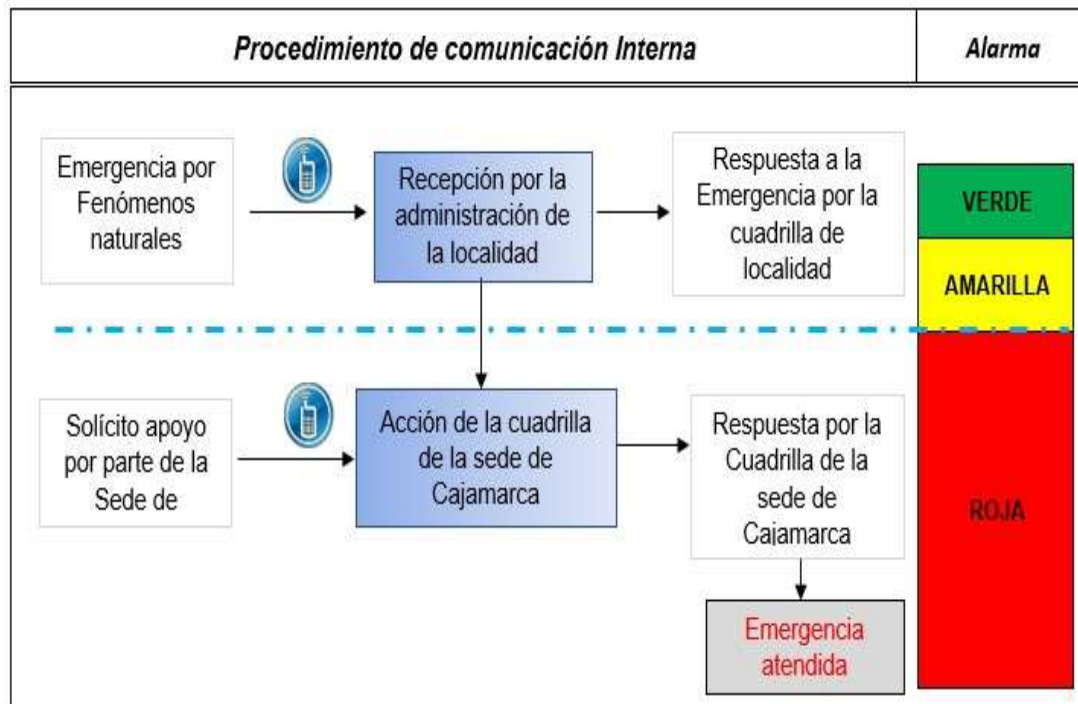 Procedimiento de comunicación Interna
Alarma
Emergencia por
Fenómenos
naturales
Recepción por la
administración de
la localidad
Respuesta a la
Emergencia por la
cuadrilla de
localidad
VERDE
AMARILLA
Solícito apoyo
por parte de la
Sede de
Acción de la cuadrilla
de la sede de
Cajamarca
Respuesta por la
Cuadrilla de la
sede de
Cajamarca
ROJA
Emergencia
atendida